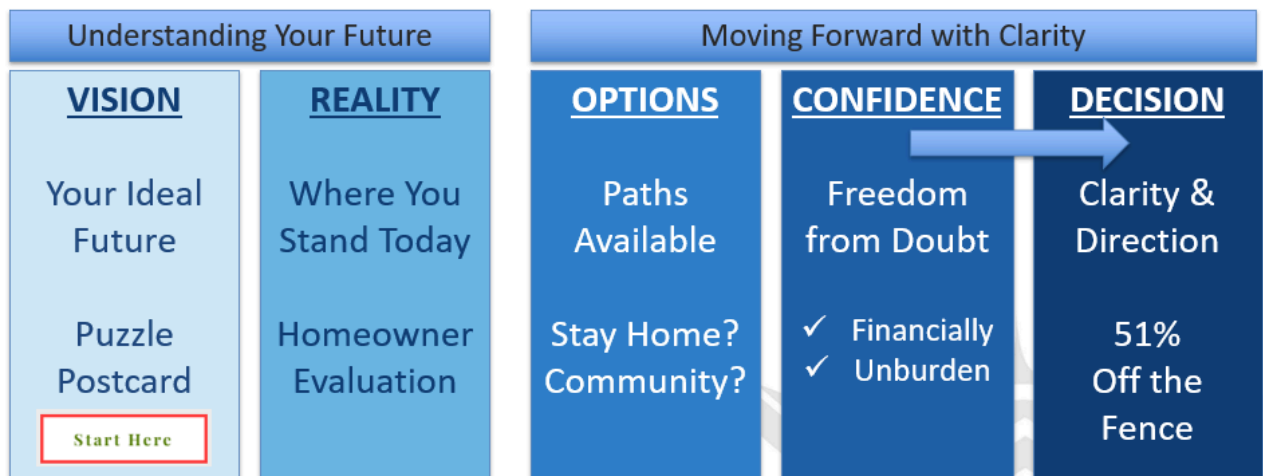 Understanding Your Future
Moving Forward with Clarity
VISION
Your Ideal
Future
Puzzle
Postcard
Start Here
REALITY
Where You
Stand Today
Homeowner
Evaluation
OPTIONS
Paths
Available
Stay Home?
Community?
CONFIDENCE
Freedom
from Doubt
✓ Financially
✓ Unburden
DECISION
Clarity &
Direction
51%
Off the
Fence